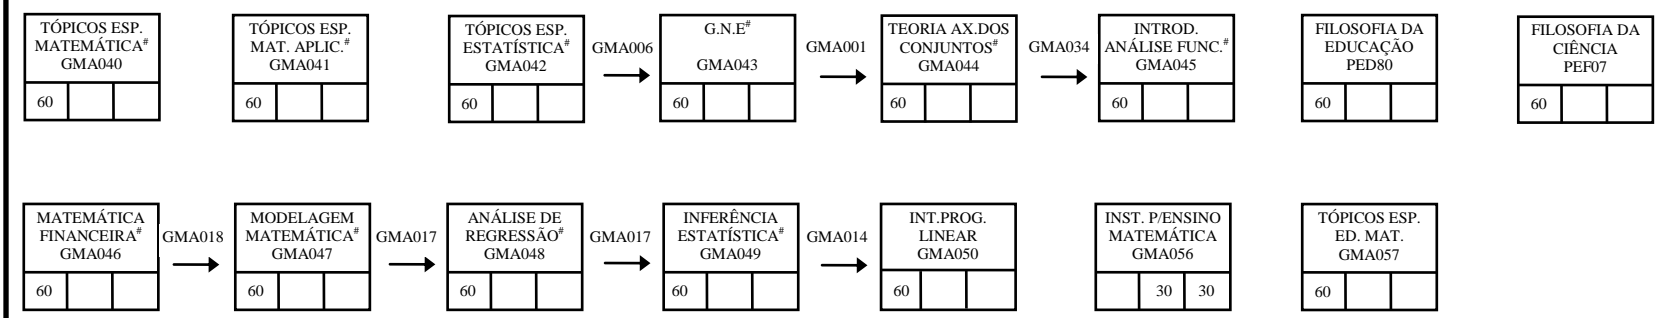 TÓPICOS ESP.
MATEMÁTICA#
GMA040
60
TÓPICOS ESP.
MAT. APLIC.#
GMA041
60
TÓPICOS ESP.
ESTATÍSTICA#
GMA042
60
GMA006
G.N.E#
GMA043
60
GMA001
TEORIA AX.DOS
CONJUNTOS#
GMA044
60
GMA034
INTROD.
ANÁLISE FUNC.#
GMA045
60
FILOSOFIA DA
EDUCAÇÃO
PED80
60
FILOSOFIA DA
CIÊNCIA
PEF07
60
MATEMÁTICA
FINANCEIRA#
GMA046
60
GMA018
MODELAGEM
MATEMÁTICA#
GMA047
60
GMA017
ANÁLISE DE
REGRESSÃO#
GMA048
60
GMA017
INFERÊNCIA
ESTATÍSTICA#
GMA049
60
GMA014
INT.PROG.
LINEAR
GMA050
60
INST. P/ENSINO
MATEMÁTICA
GMA056
30 30
TÓPICOS ESP.
ED. MAT.
GMA057
60